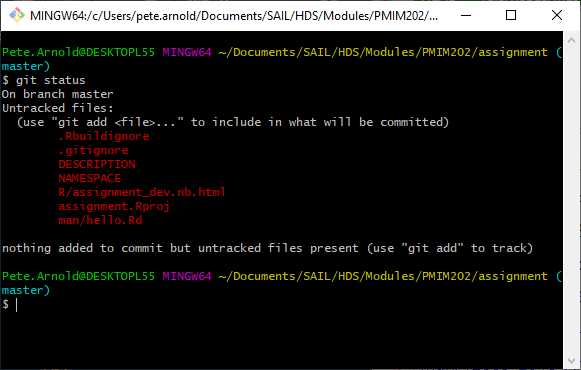 MINGW64:/c/Users/pete.arnold/Documents/SAIL/HDS/Modules/PMIM202/...
Pete.Arnold@DESKTOPL55 MINGW64 ~/Documents/SAIL/HDS/Modules/PMIM202/assignment (
master)
$ git status
On branch master
Untracked files:
  (use "git add <file>..." to include in what will be committed)
        .Rbuildignore
        .gitignore
        DESCRIPTION
        NAMESPACE
        R/assignment_dev.nb.html
        assignment.Rproj
        man/hello.Rd
nothing added to commit but untracked files present (use "git add" to track)
Pete.Arnold@DESKTOPL55 MINGW64 ~/Documents/SAIL/HDS/Modules/PMIM202/assignment (
master)
$